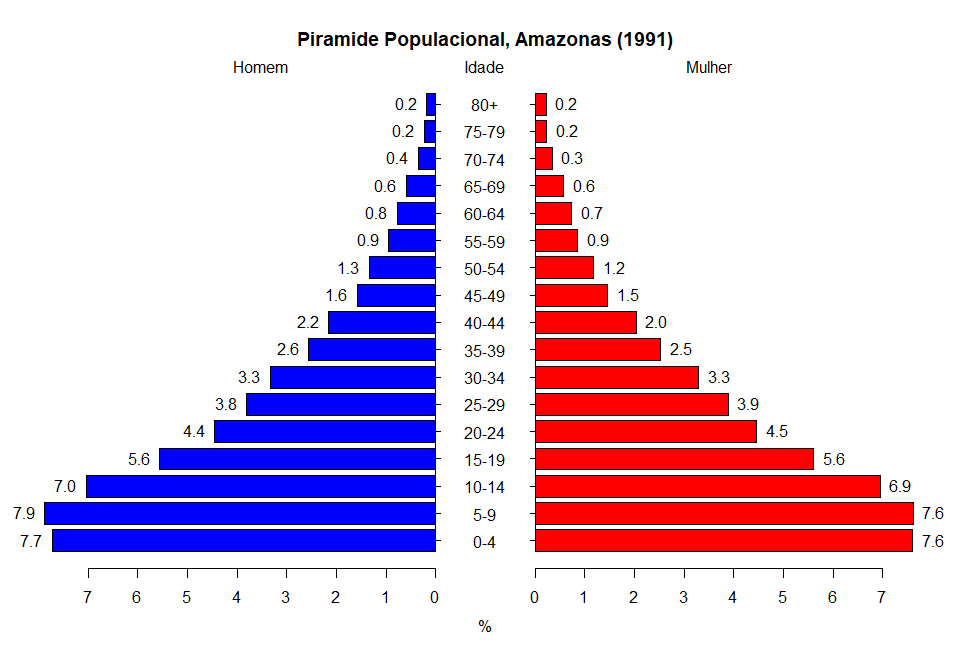 Piramide Populacional, Amazonas (1991)
Homem Idade Mulher
0.2 80+ 0.2
0.2 75-79 0.2
0.4 70-74 0.3
0.6 65-69 0.6
0.8 60-64 0.7
0.9 55-59 0.9
1.3 50-54 1.2
1.6 45-49 1.5
2.2 40-44 2.0
2.6 35-39 2.5
3.3 30-34 3.3
3.8 25-29 3.9
4.4 20-24 4.5
5.6 15-19 5.6
7.0 10-14 6.9
7.9 5-9 7.6
7.7 0-4 7.6
7 6 5 4 3 2 1 0 0 1 2 3 4 5 6 7
%